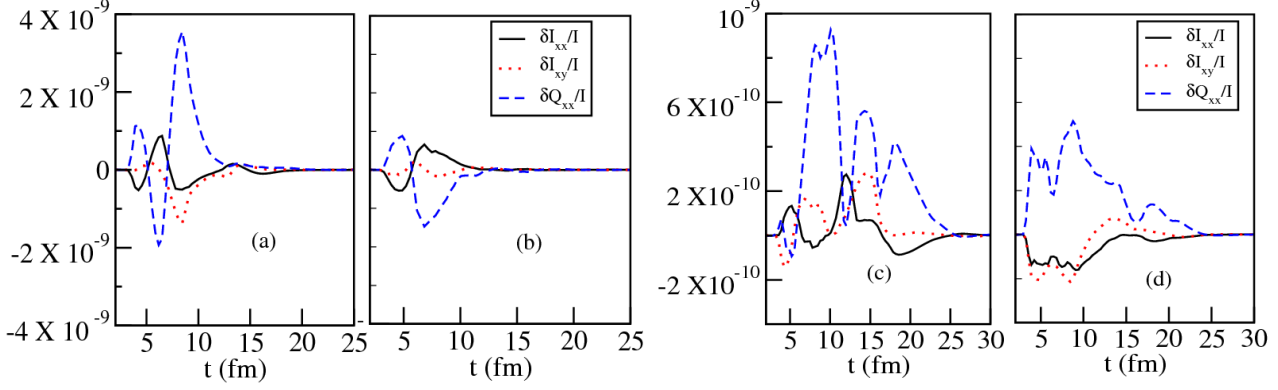 4 X 10^-9
2 X 10^-9
0
-2 X 10^-9
-4 X 10^-9
5 10 15 20 25
t (fm)
(a)
δI_xx/I
δI_xy/I
δQ_xx/I
(b)
-
5 10 15 20 25
t (fm)
10^-9
6 X10^-10
2 X10^-10
-2 X10^-10
5 10 15 20 25 30
t (fm)
(c)
δI_xx/I
δI_xy/I
δQ_xx/I
(d)
5 10 15 20 25 30
t (fm)